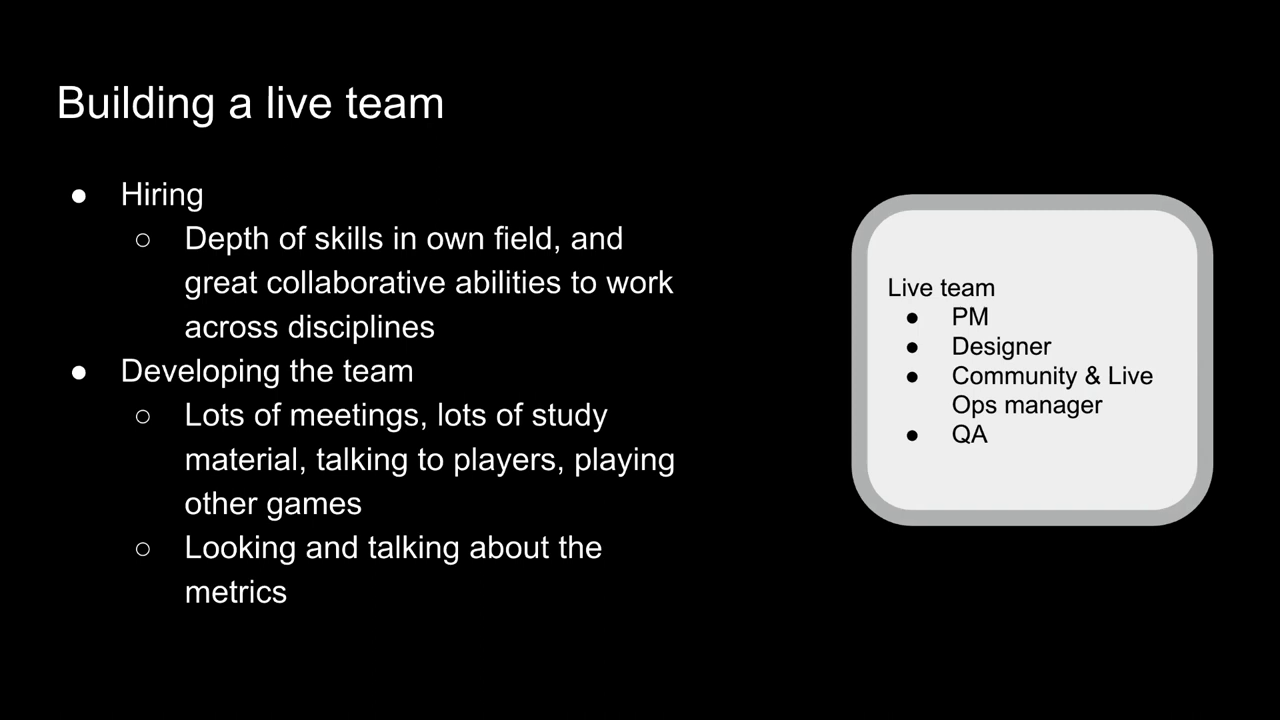 Building a live team
● Hiring
○ Depth of skills in own field, and
great collaborative abilities to work
across disciplines
● Developing the team
○ Lots of meetings, lots of study
material, talking to players, playing
other games
○ Looking and talking about the
metrics
Live team
● PM
● Designer
● Community & Live
Ops manager
● QA